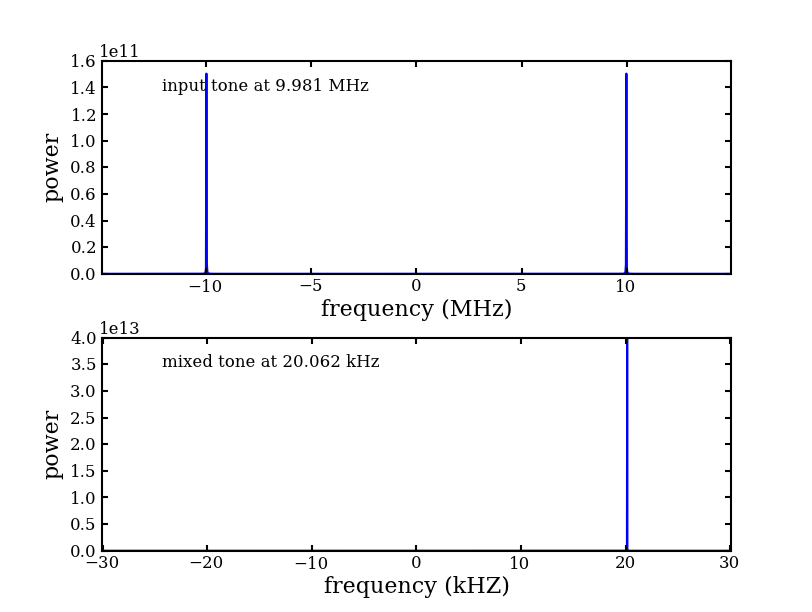 1e11
1.6
1.4
1.2
1.0
0.8
0.6
0.4
0.2
0.0
power
input tone at 9.981 MHz
−10 −5 0 5 10
frequency (MHz)
1e13
4.0
3.5
3.0
2.5
2.0
1.5
1.0
0.5
0.0
power
mixed tone at 20.062 kHz
−30 −20 −10 0 10 20 30
frequency (kHZ)